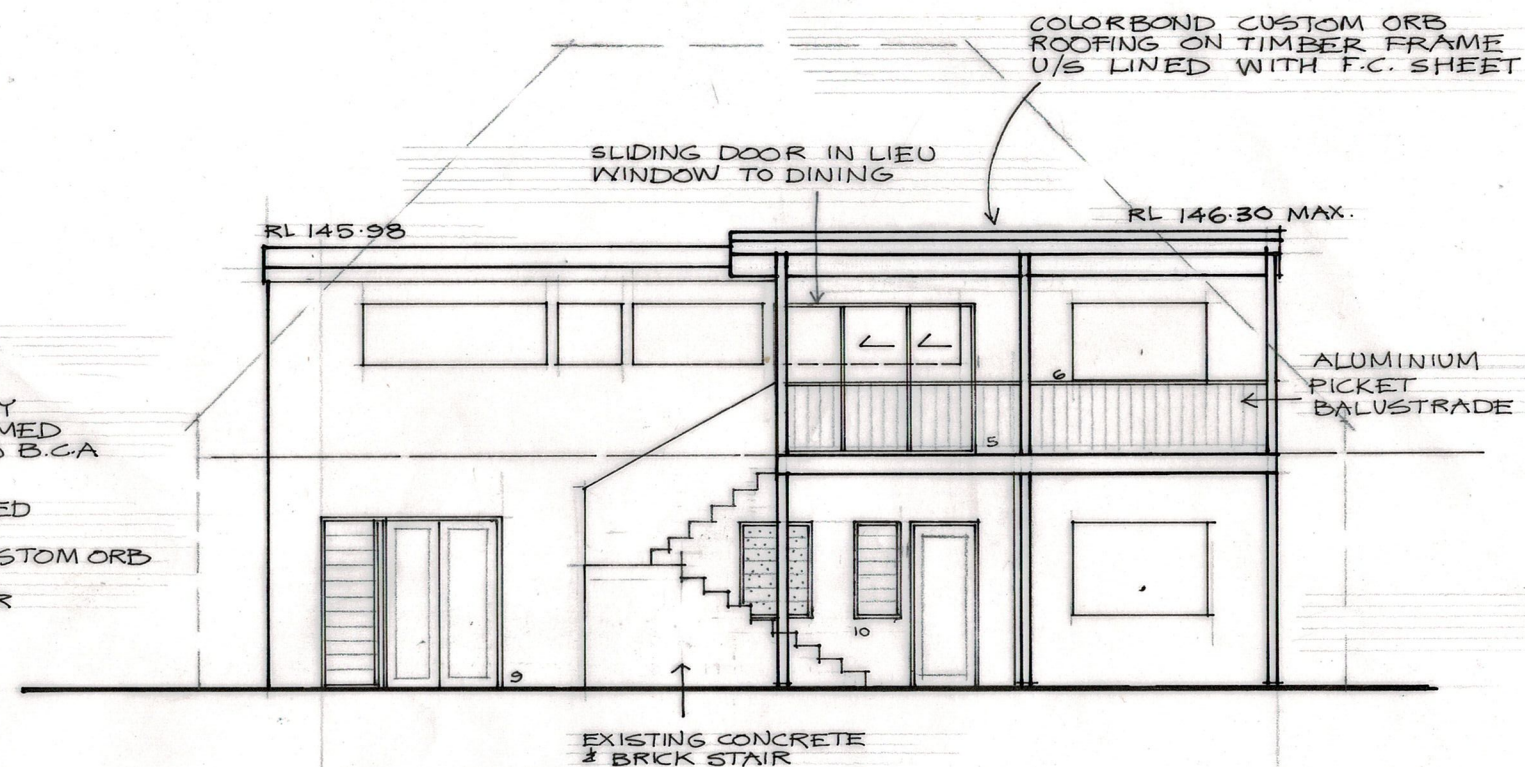 COLORBOND CUSTOM ORB
ROOFING ON TIMBER FRAME
U/S LINED WITH F.C. SHEET
SLIDING DOOR IN LIEU
WINDOW TO DINING
RL 145.98
RL 146.30 MAX.
ALUMINIUM
PICKET
BALUSTRADE
6
5
Y
MED
B.C.A
ED
STOM ORB
R
10
9
EXISTING CONCRETE
& BRICK STAIR